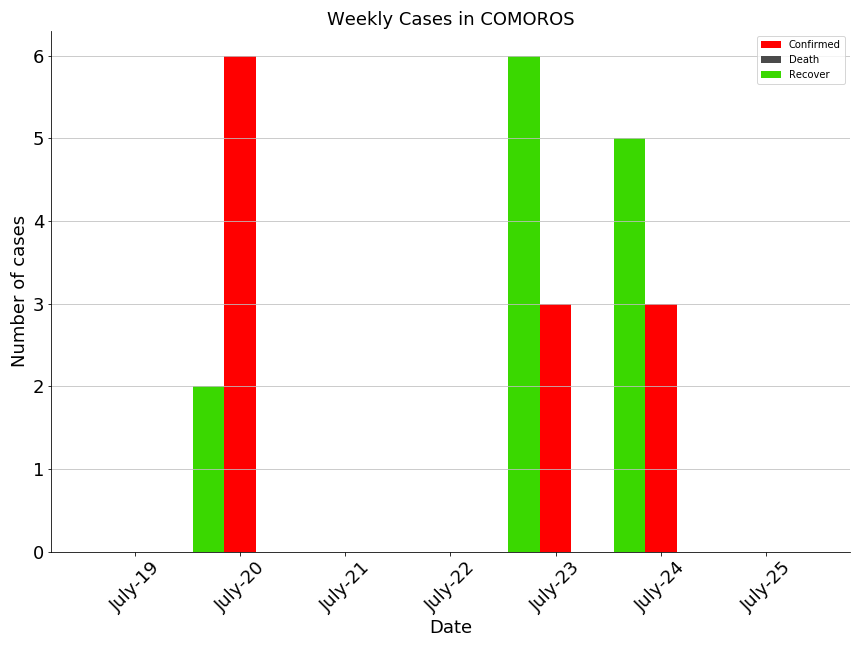 Weekly Cases in COMOROS
Confirmed
Death
Recover
Number of cases
6
5
4
3
2
1
0
July-19
July-20
July-21
July-22
July-23
July-24
July-25
Date